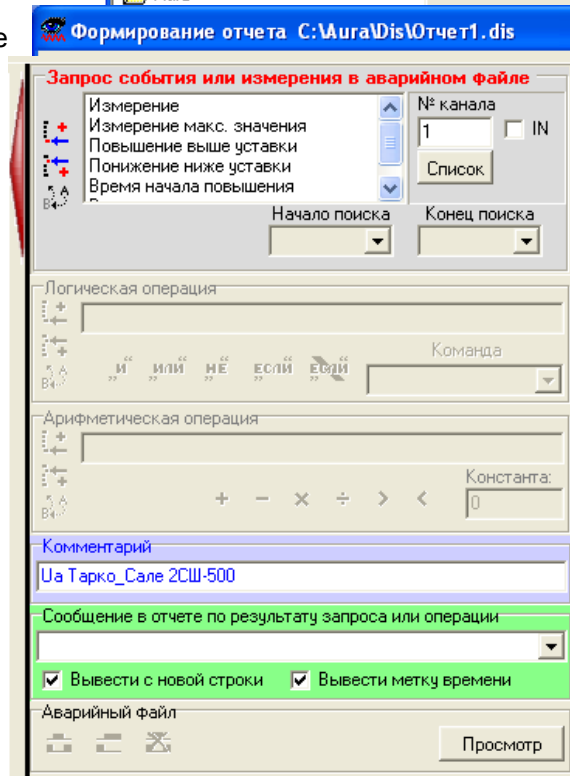 е
Формирование отчета C:\Aura\Dis\Отчет1.dis
Запрос события или измерения в аварийном файле
Измерение
Измерение макс. значения
Повышение выше уставки
Понижение ниже уставки
Время начала повышения
№ канала
1
IN
Список
Начало поиска
Конец поиска
A
B
Логическая операция
A
B
„И“ „ИЛИ“ „НЕ“ „ЕСЛИ“ „ЕСЛИ“
Команда
Арифметическая операция
A
B
+ − × ÷ > <
Константа:
0
Комментарий
Ua Тарко_Сале 2СШ-500
Сообщение в отчете по результату запроса или операции
Вывести с новой строки
Вывести метку времени
Аварийный файл
Просмотр